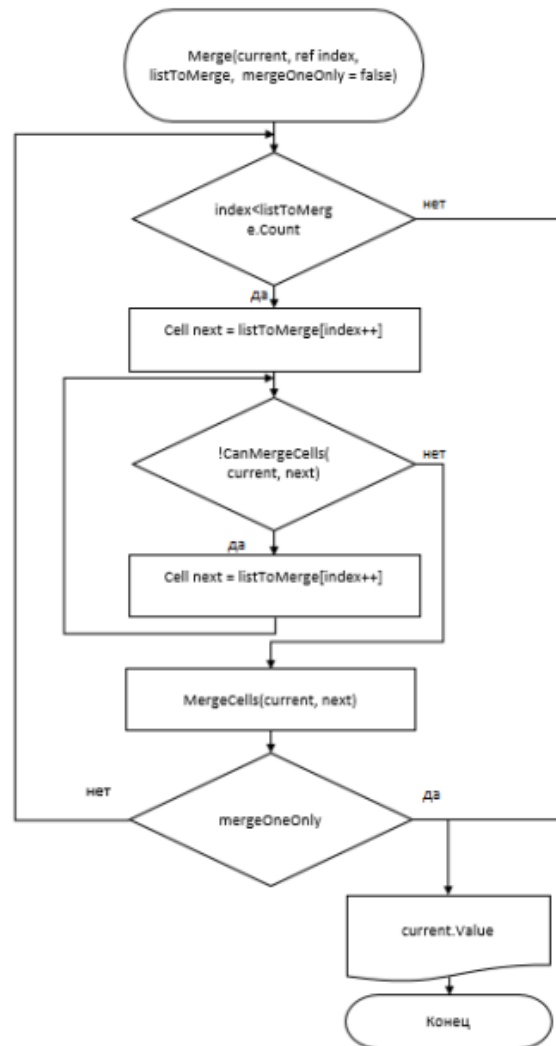 Merge(current, ref index,
listToMerge, mergeOneOnly = false)
index<listToMerg
e.Count
нет
да
Cell next = listToMerge[index++]
!CanMergeCells(
current, next)
нет
да
Cell next = listToMerge[index++]
MergeCells(current, next)
нет
mergeOneOnly
да
current.Value
Конец